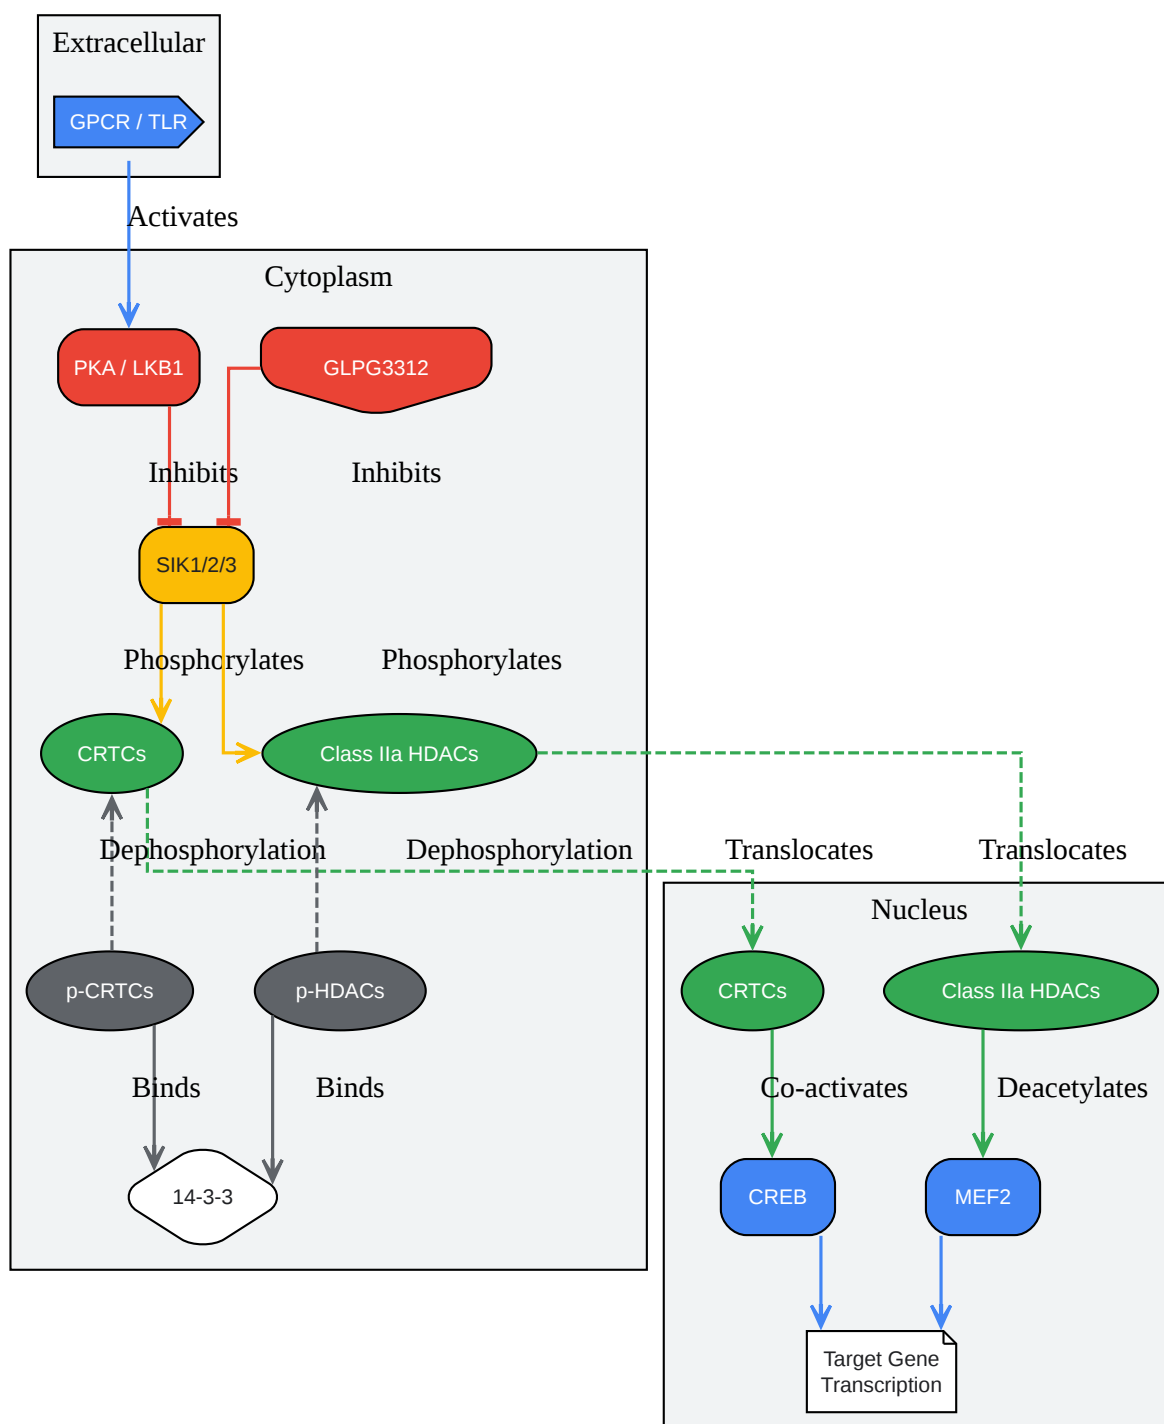 Extracellular
GPCR / TLR
Activates
Cytoplasm
PKA / LKB1
GLPG3312
Inhibits
Inhibits
SIK1/2/3
Phosphorylates
Phosphorylates
CRTCs
Class IIa HDACs
Dephosphorylation
Dephosphorylation
Translocates
Translocates
Nucleus
p-CRTCs
p-HDACs
CRTCs
Class IIa HDACs
Binds
Binds
Co-activates
Deacetylates
14-3-3
CREB
MEF2
Target Gene
Transcription